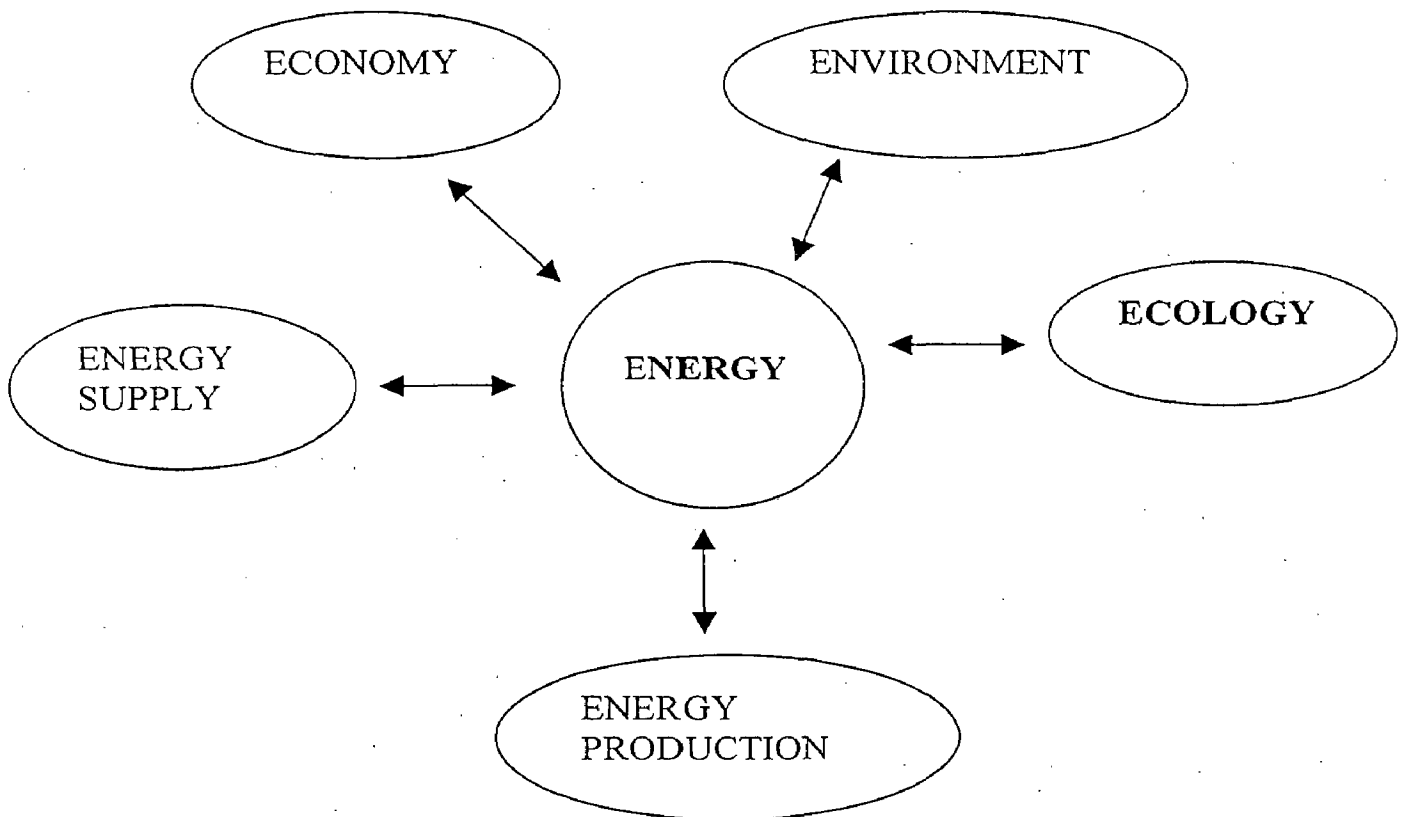 ECONOMY
ENVIRONMENT
ECOLOGY
ENERGY
ENERGY
SUPPLY
ENERGY
PRODUCTION